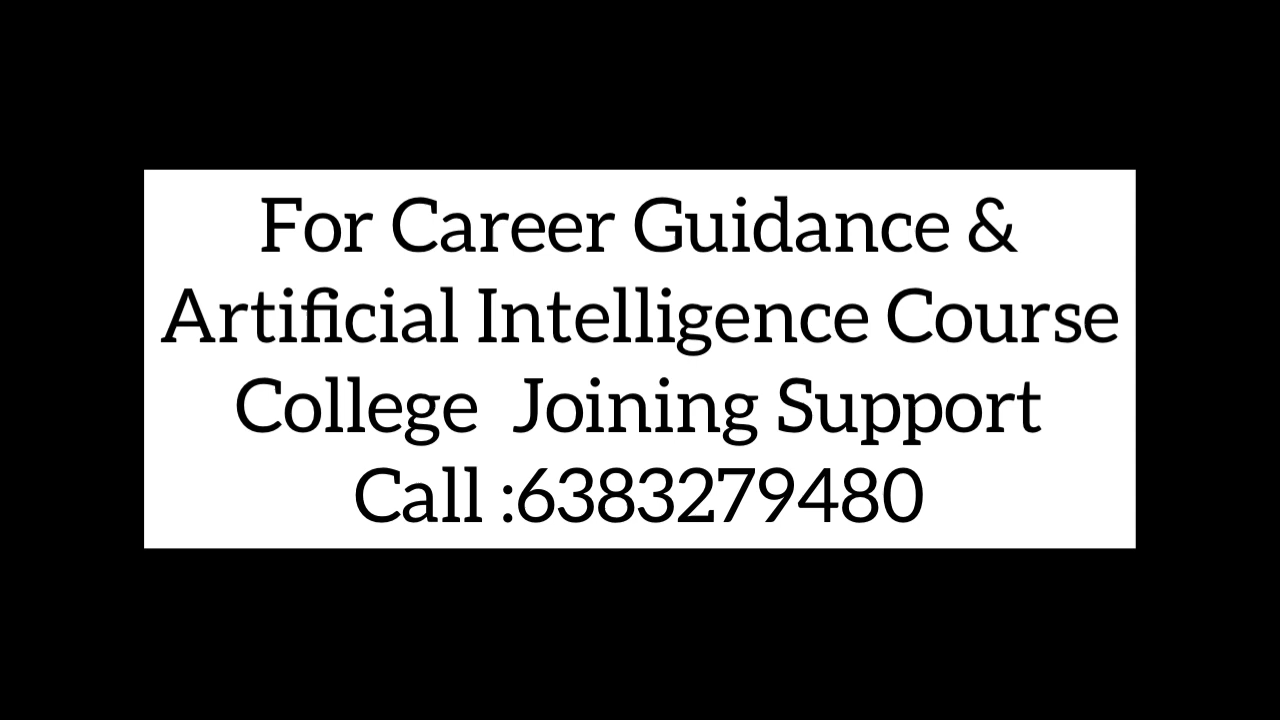 For Career Guidance &
Artificial Intelligence Course
College  Joining Support
Call :6383279480